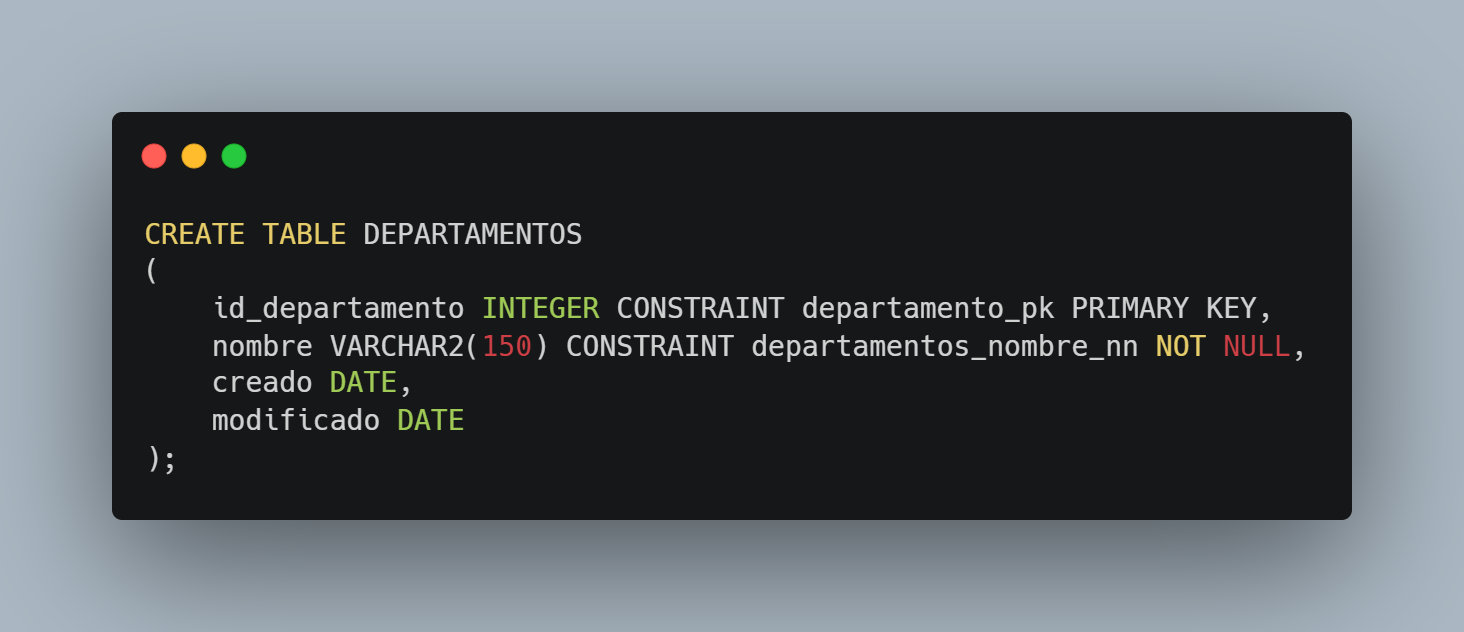 CREATE TABLE DEPARTAMENTOS
(
    id_departamento INTEGER CONSTRAINT departamento_pk PRIMARY KEY,
    nombre VARCHAR2(150) CONSTRAINT departamentos_nombre_nn NOT NULL,
    creado DATE,
    modificado DATE
);